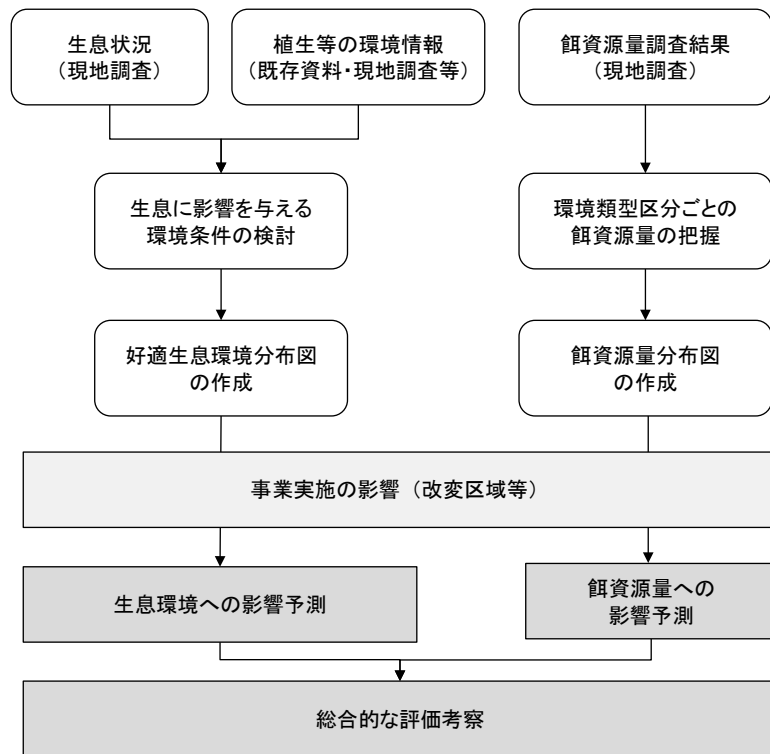 生息状況
（現地調査）
植生等の環境情報
（既存資料・現地調査等）
餌資源量調査結果
（現地調査）
生息に影響を与える
環境条件の検討
環境類型区分ごとの
餌資源量の把握
好適生息環境分布図
の作成
餌資源量分布図
の作成
事業実施の影響（改変区域等）
生息環境への影響予測
餌資源量への
影響予測
総合的な評価考察